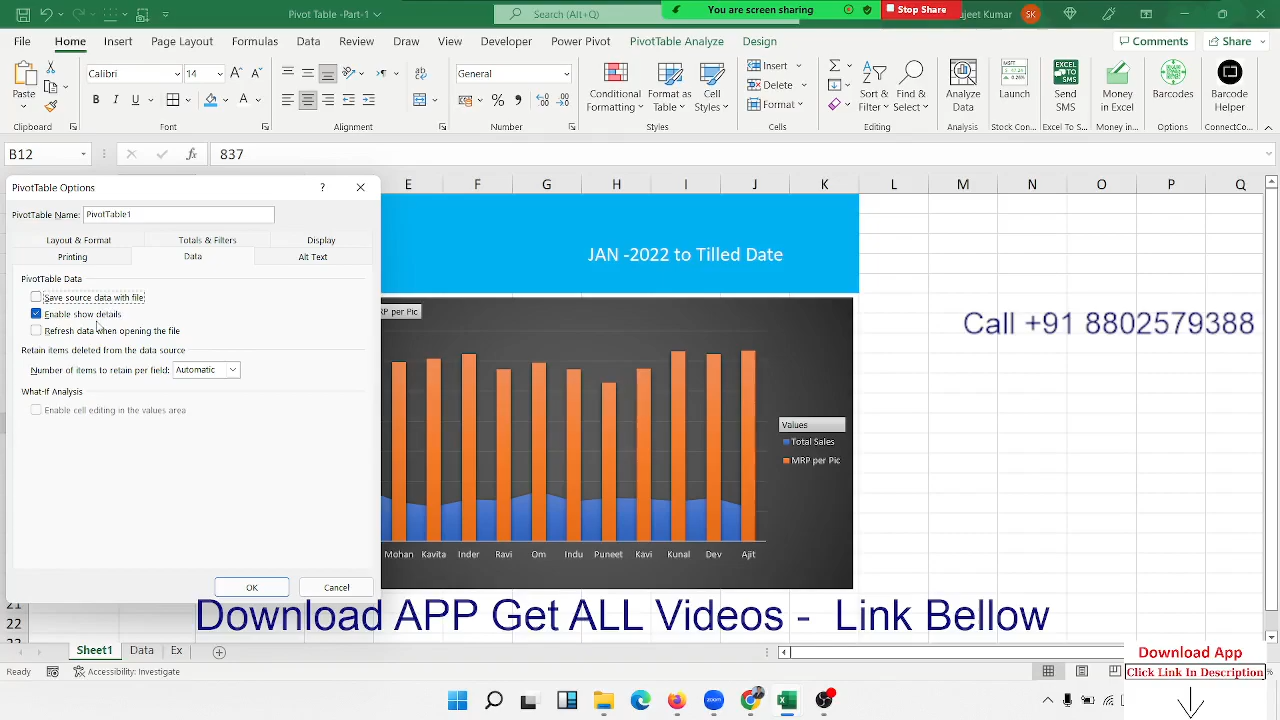 Pivot Table -Part-1
Search (Alt+Q)
You are screen sharing
Stop Share
ajeet Kumar
SK
File
Home
Insert
Page Layout
Formulas
Data
Review
Draw
View
Developer
Power Pivot
PivotTable Analyze
Design
Comments
Share
Paste
Calibri
14
General
Conditional Formatting
Format as Table
Cell Styles
Insert
Delete
Format
Sort & Filter
Find & Select
Analyze Data
Launch
Send SMS
Money in Excel
Barcodes
Barcode Helper
Clipboard
Font
Alignment
Number
Styles
Cells
Editing
Analysis
Stock Con...
Excel to S...
Money E...
ConnectCo...
B12
837
PivotTable Options
PivotTable Name:
PivotTable1
Layout & Format
Totals & Filters
Display
Printing
Data
Alt Text
PivotTable Data
Save source data with file
Enable show details
Refresh data when opening the file
Retain items deleted from the data source
Number of items to retain per field:
Automatic
What-If Analysis
Enable cell editing in the values area
OK
Cancel
E F G H I J K L M N O P Q
JAN -2022 to Tilled Date
RP per Pic
Values
Total Sales
MRP per Pic
Mohan Kavita Inder Ravi Om Indu Puneet Kavi Kunal Dev Ajit
Call +91 8802579388
21
22
23
Download APP Get ALL Videos - Link Bellow
Sheet1
Data
Ex
Ready
Accessibility: Investigate
Download App
Click Link In Description